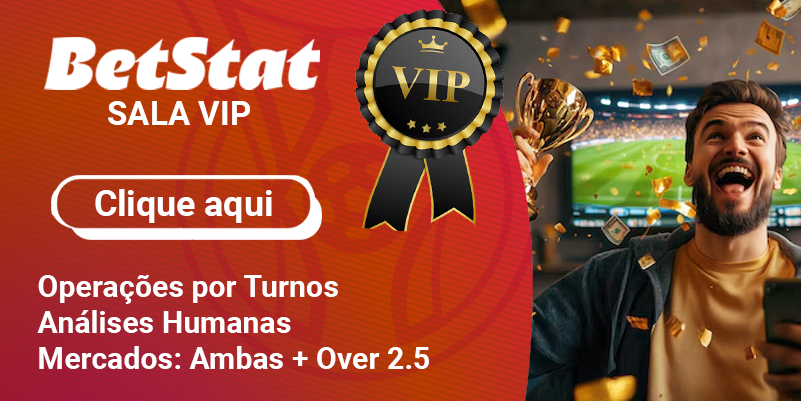 BetStat
SALA VIP
VIP
Clique aqui
Operações por Turnos
Análises Humanas
Mercados: Ambas + Over 2.5